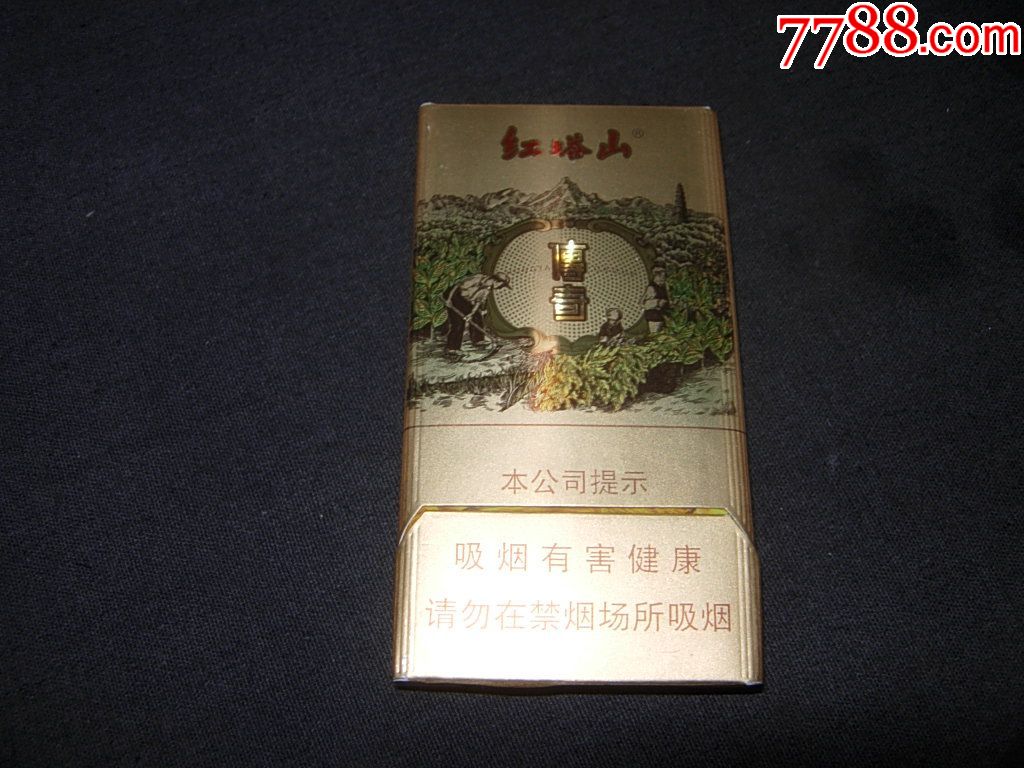 7788.com
红塔山®
傳奇
本公司提示
吸烟有害健康
请勿在禁烟场所吸烟